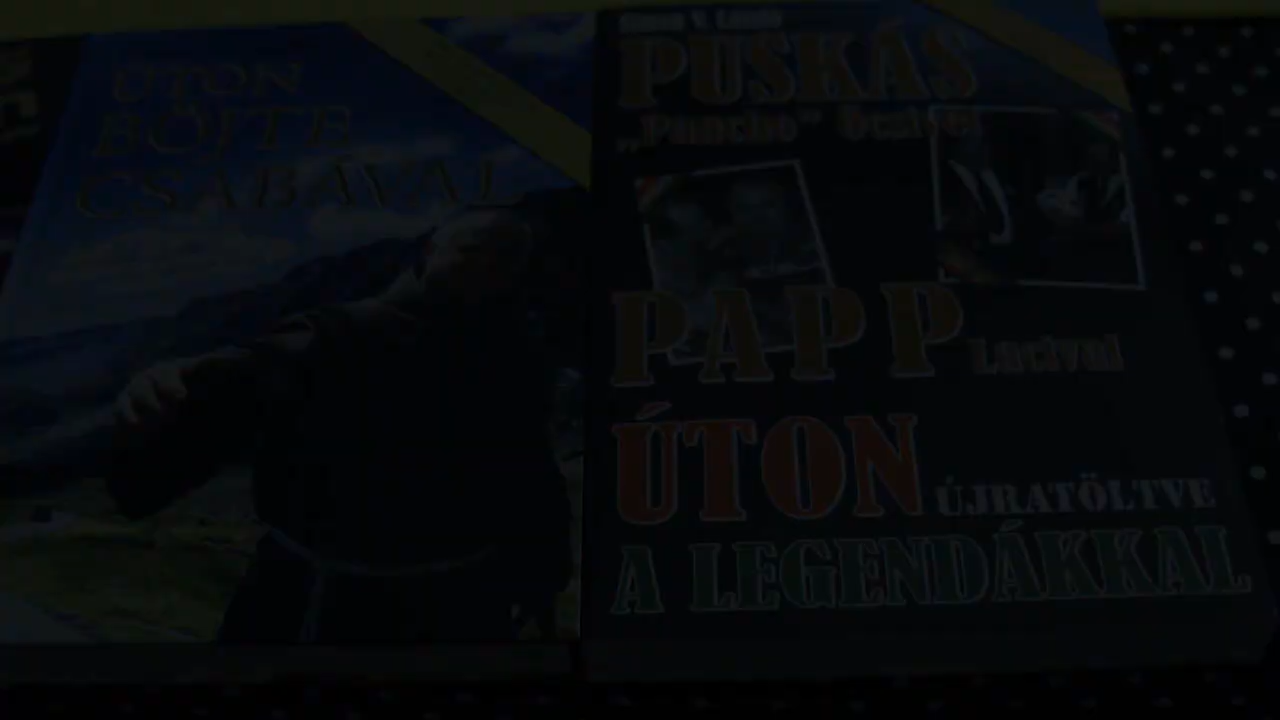 ÚTON
BÖJTE
CSABÁVAL
PUSKÁS
„Pancho" Öcsivel
PAPP
Lacival
ÚTON
ÚJRATÖLTVE
A LEGENDÁKKAL